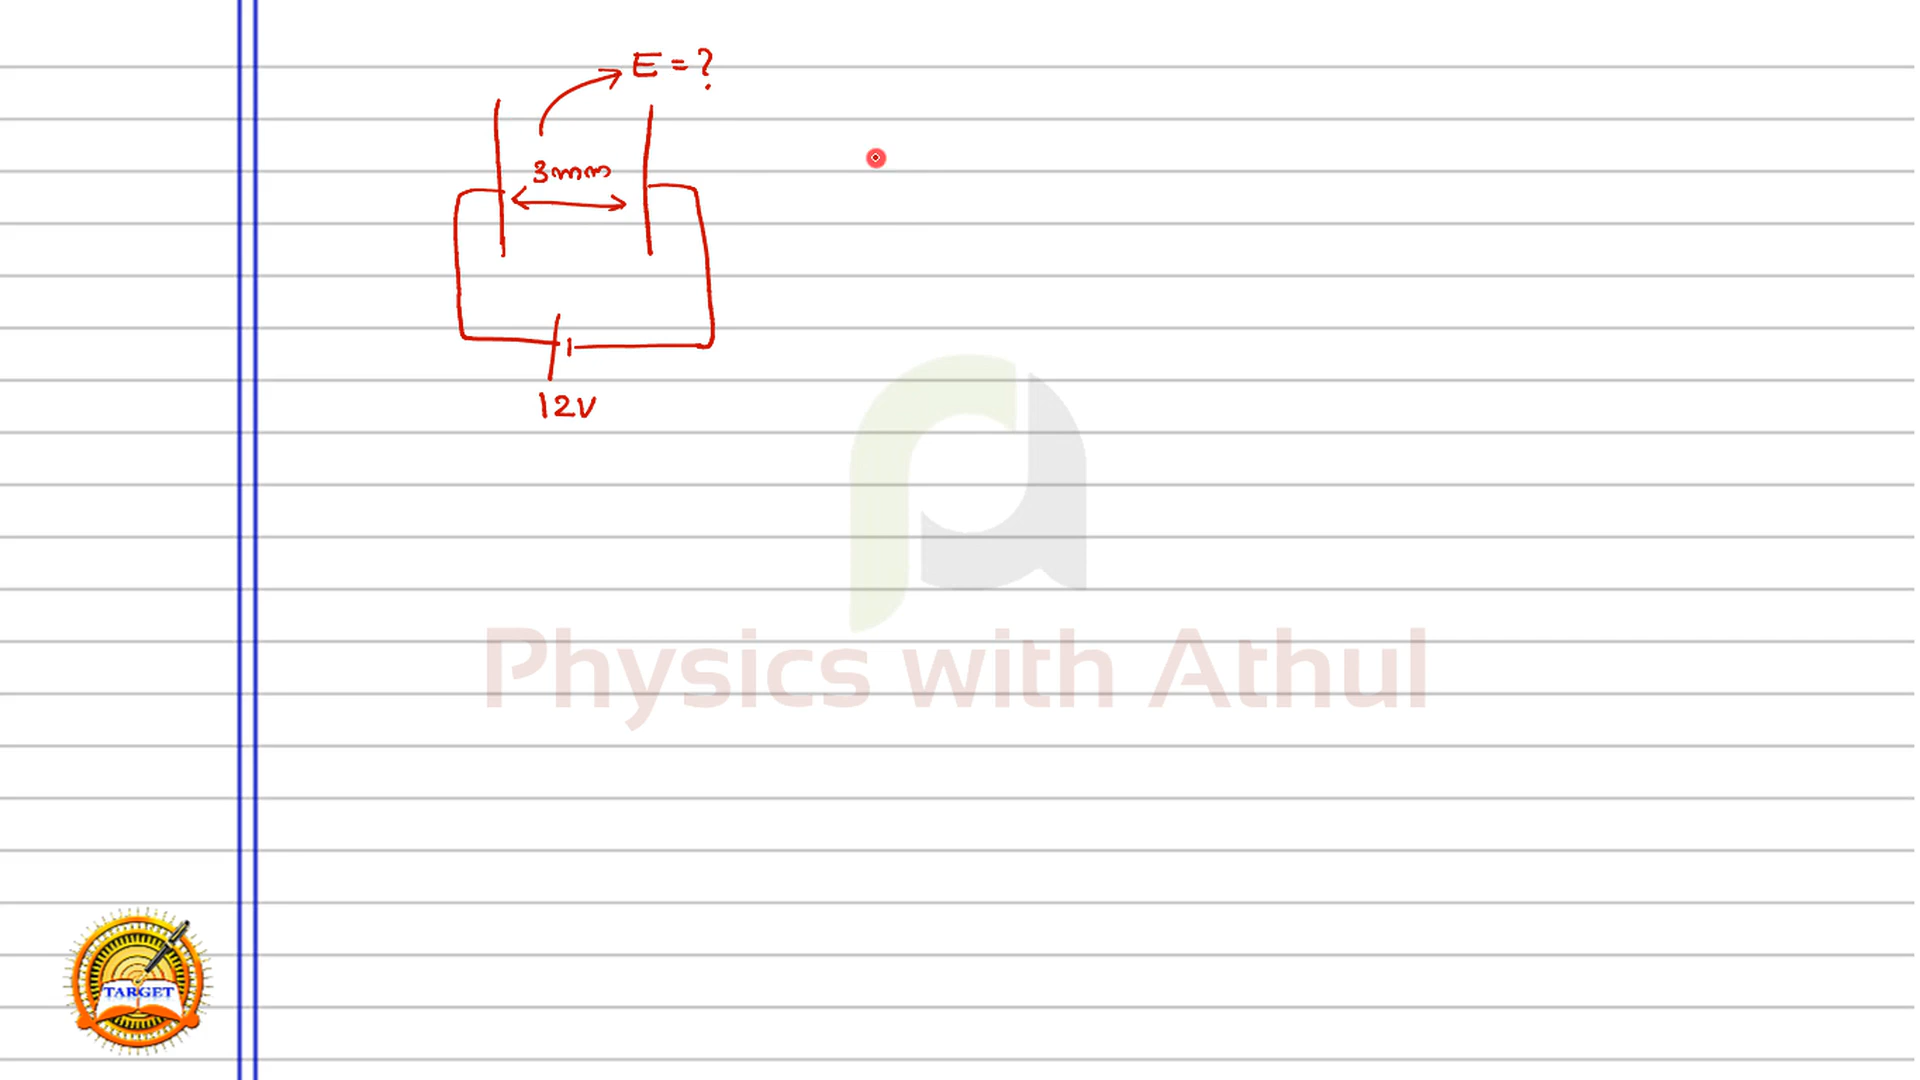 E = ?
3mm
12V
Physics with Athul
TARGET